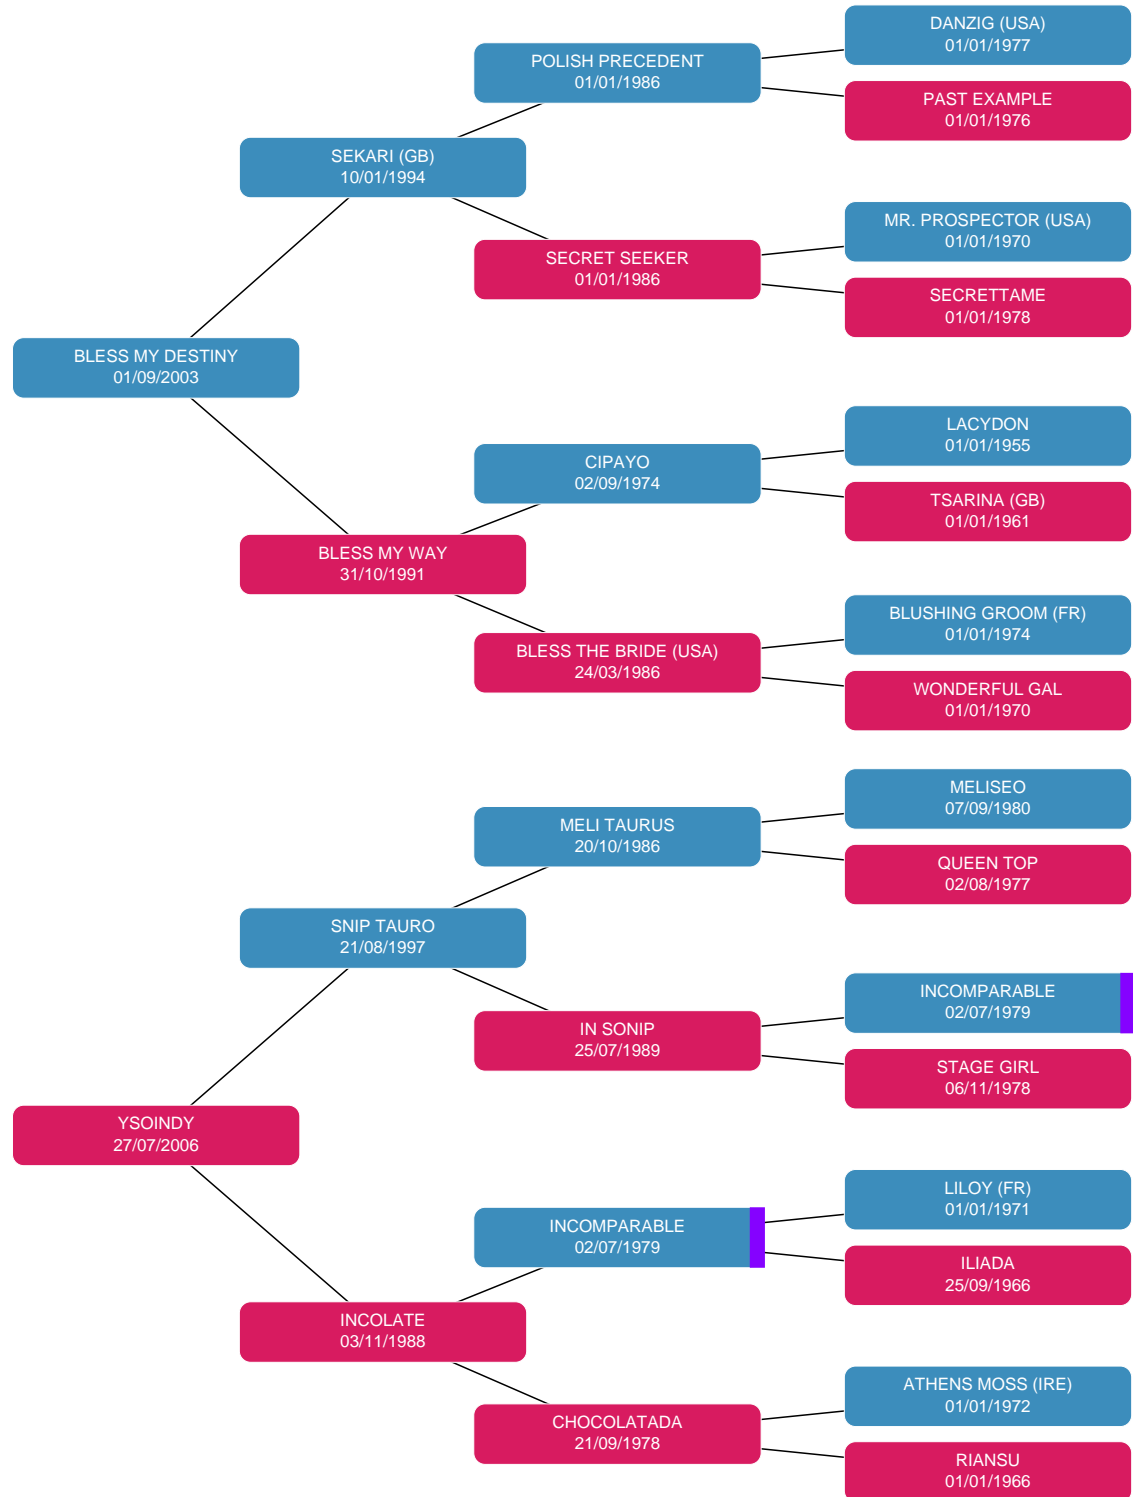 DANZIG (USA)
01/01/1977
POLISH PRECEDENT
01/01/1986
PAST EXAMPLE
01/01/1976
SEKARI (GB)
10/01/1994
MR. PROSPECTOR (USA)
01/01/1970
SECRET SEEKER
01/01/1986
SECRETTAME
01/01/1978
BLESS MY DESTINY
01/09/2003
LACYDON
01/01/1955
CIPAYO
02/09/1974
TSARINA (GB)
01/01/1961
BLESS MY WAY
31/10/1991
BLUSHING GROOM (FR)
01/01/1974
BLESS THE BRIDE (USA)
24/03/1986
WONDERFUL GAL
01/01/1970
MELISEO
07/09/1980
MELI TAURUS
20/10/1986
QUEEN TOP
02/08/1977
SNIP TAURO
21/08/1997
INCOMPARABLE
02/07/1979
IN SONIP
25/07/1989
STAGE GIRL
06/11/1978
YSOINDY
27/07/2006
LILOY (FR)
01/01/1971
INCOMPARABLE
02/07/1979
ILIADA
25/09/1966
INCOLATE
03/11/1988
ATHENS MOSS (IRE)
01/01/1972
CHOCOLATADA
21/09/1978
RIANSU
01/01/1966